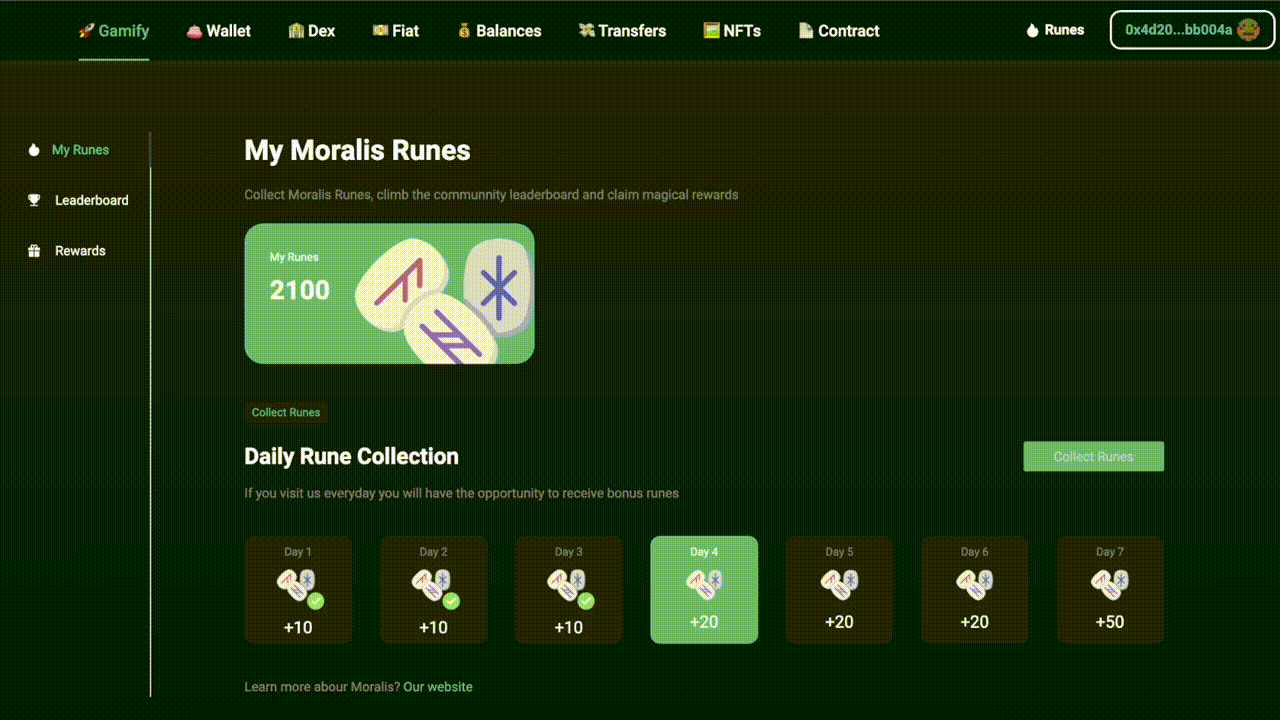 Gamify Wallet Dex Fiat Balances Transfers NFTs Contract Runes 0x4d20...bb004a
My Runes
Leaderboard
Rewards
My Moralis Runes
Collect Moralis Runes, climb the communnity leaderboard and claim magical rewards
My Runes
2100
Collect Runes
Daily Rune Collection
Collect Runes
If you visit us everyday you will have the opportunity to receive bonus runes
Day 1 Day 2 Day 3 Day 4 Day 5 Day 6 Day 7
+10 +10 +10 +20 +20 +20 +50
Learn more abour Moralis? Our website